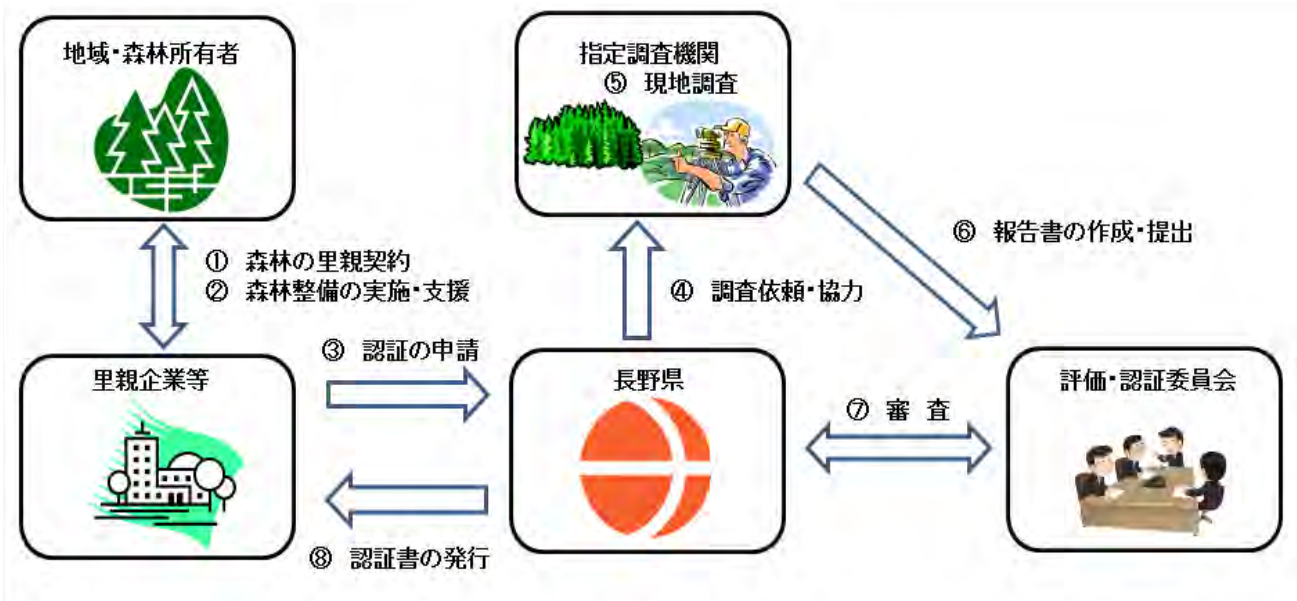 地域・森林所有者
指定調査機関
⑤ 現地調査
⑥ 報告書の作成・提出
① 森林の里親契約
② 森林整備の実施・支援
④ 調査依頼・協力
③ 認証の申請
里親企業等
長野県
評価・認証委員会
⑦ 審 査
⑧ 認証書の発行